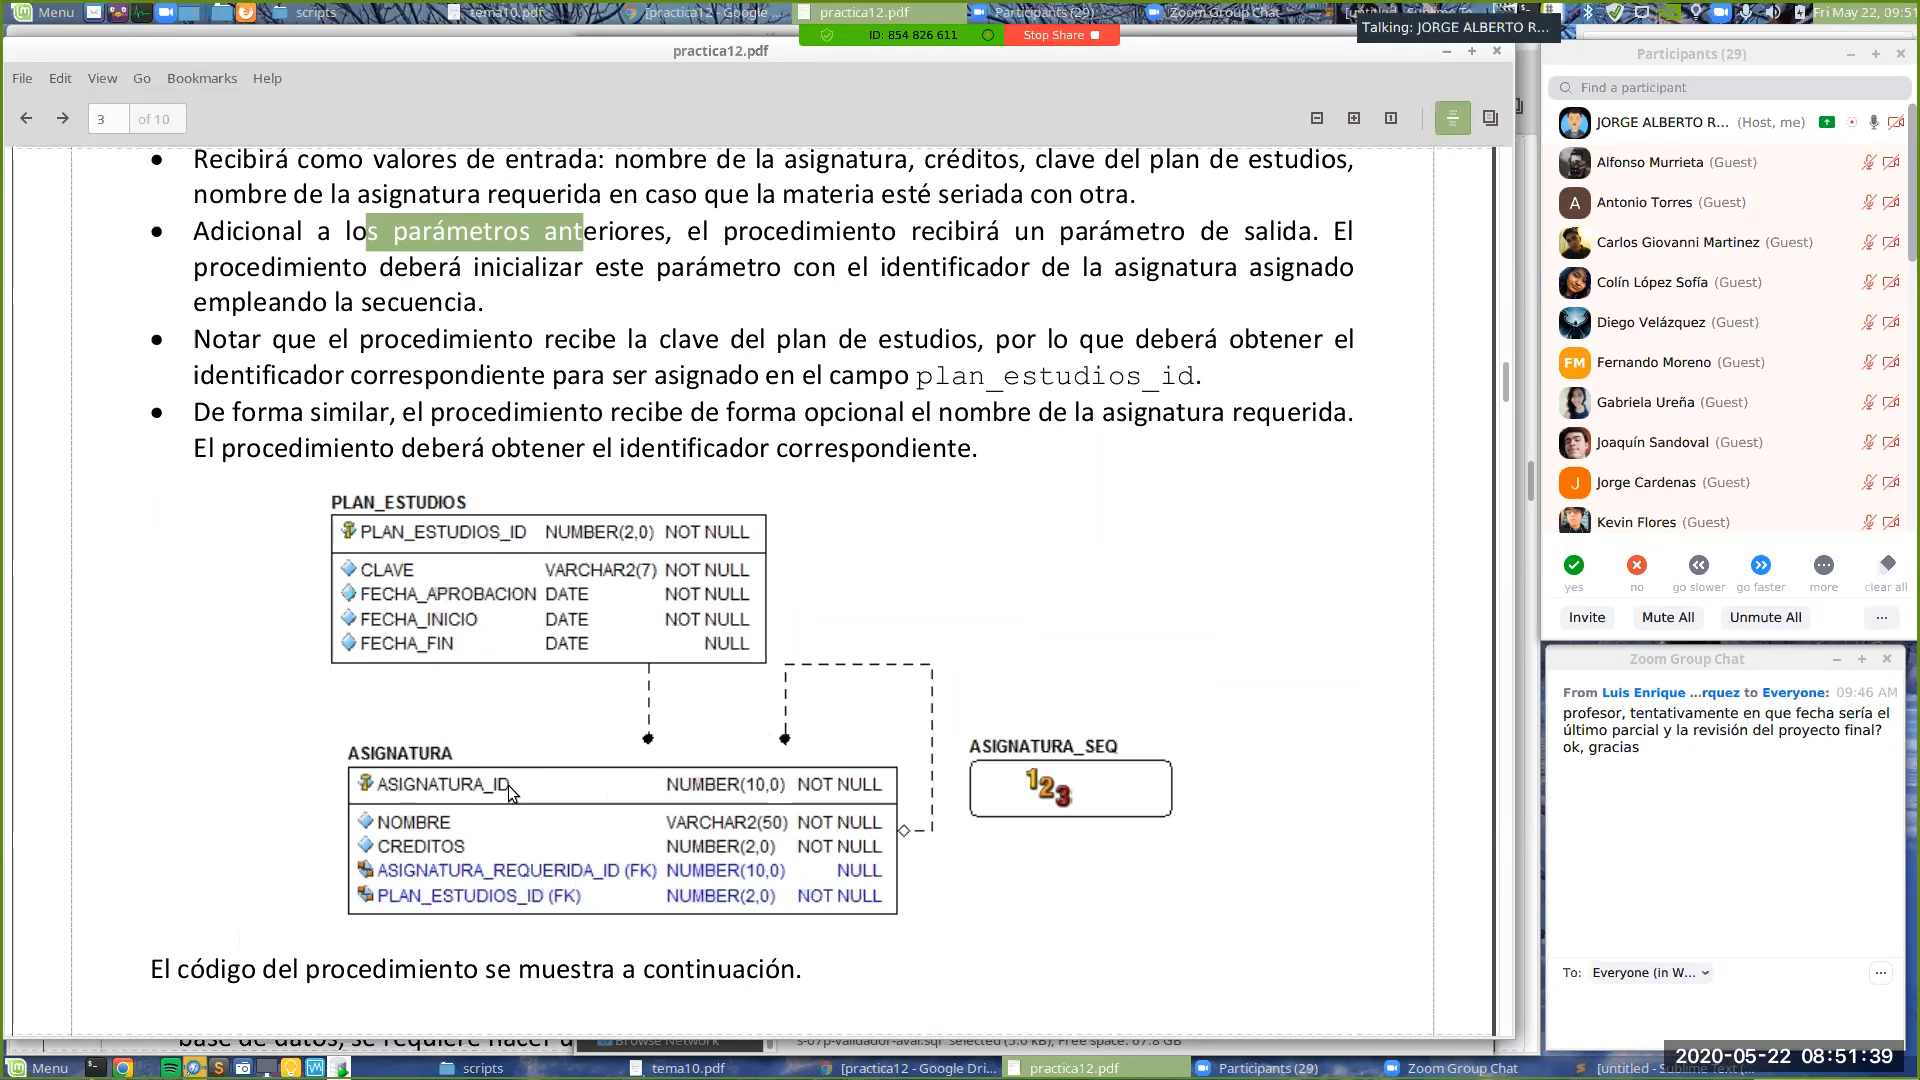 Menu
scripts
tema10.pdf
[practica12 - Google ...
practica12.pdf
Participants (29)
Zoom Group Chat
Fri May 22, 09:51
Talking: JORGE ALBERTO R...
ID: 854 826 611
Stop Share
practica12.pdf
File Edit View Go Bookmarks Help
3 of 10
Recibirá como valores de entrada: nombre de la asignatura, créditos, clave del plan de estudios,
nombre de la asignatura requerida en caso que la materia esté seriada con otra.
Adicional a los parámetros anteriores, el procedimiento recibirá un parámetro de salida. El
procedimiento deberá inicializar este parámetro con el identificador de la asignatura asignado
empleando la secuencia.
Notar que el procedimiento recibe la clave del plan de estudios, por lo que deberá obtener el
identificador correspondiente para ser asignado en el campo plan_estudios_id.
De forma similar, el procedimiento recibe de forma opcional el nombre de la asignatura requerida.
El procedimiento deberá obtener el identificador correspondiente.
PLAN_ESTUDIOS
PLAN_ESTUDIOS_ID NUMBER(2,0) NOT NULL
CLAVE VARCHAR2(7) NOT NULL
FECHA_APROBACION DATE NOT NULL
FECHA_INICIO DATE NOT NULL
FECHA_FIN DATE NULL
ASIGNATURA
ASIGNATURA_ID NUMBER(10,0) NOT NULL
NOMBRE VARCHAR2(50) NOT NULL
CREDITOS NUMBER(2,0) NOT NULL
ASIGNATURA_REQUERIDA_ID (FK) NUMBER(10,0) NULL
PLAN_ESTUDIOS_ID (FK) NUMBER(2,0) NOT NULL
ASIGNATURA_SEQ
123
El código del procedimiento se muestra a continuación.
Participants (29)
Find a participant
JORGE ALBERTO R... (Host, me)
Alfonso Murrieta (Guest)
A Antonio Torres (Guest)
Carlos Giovanni Martinez (Guest)
Colín López Sofía (Guest)
Diego Velázquez (Guest)
FM Fernando Moreno (Guest)
Gabriela Ureña (Guest)
Joaquín Sandoval (Guest)
J Jorge Cardenas (Guest)
Kevin Flores (Guest)
yes no go slower go faster more clear all
Invite Mute All Unmute All ...
Zoom Group Chat
From Luis Enrique ...rquez to Everyone: 09:46 AM
profesor, tentativamente en que fecha sería el
último parcial y la revisión del proyecto final?
ok, gracias
To: Everyone (in W...
2020-05-22 08:51:39
Menu
scripts
tema10.pdf
[practica12 - Google Dri...
practica12.pdf
Participants (29)
Zoom Group Chat
[untitled - Sublime Text (...